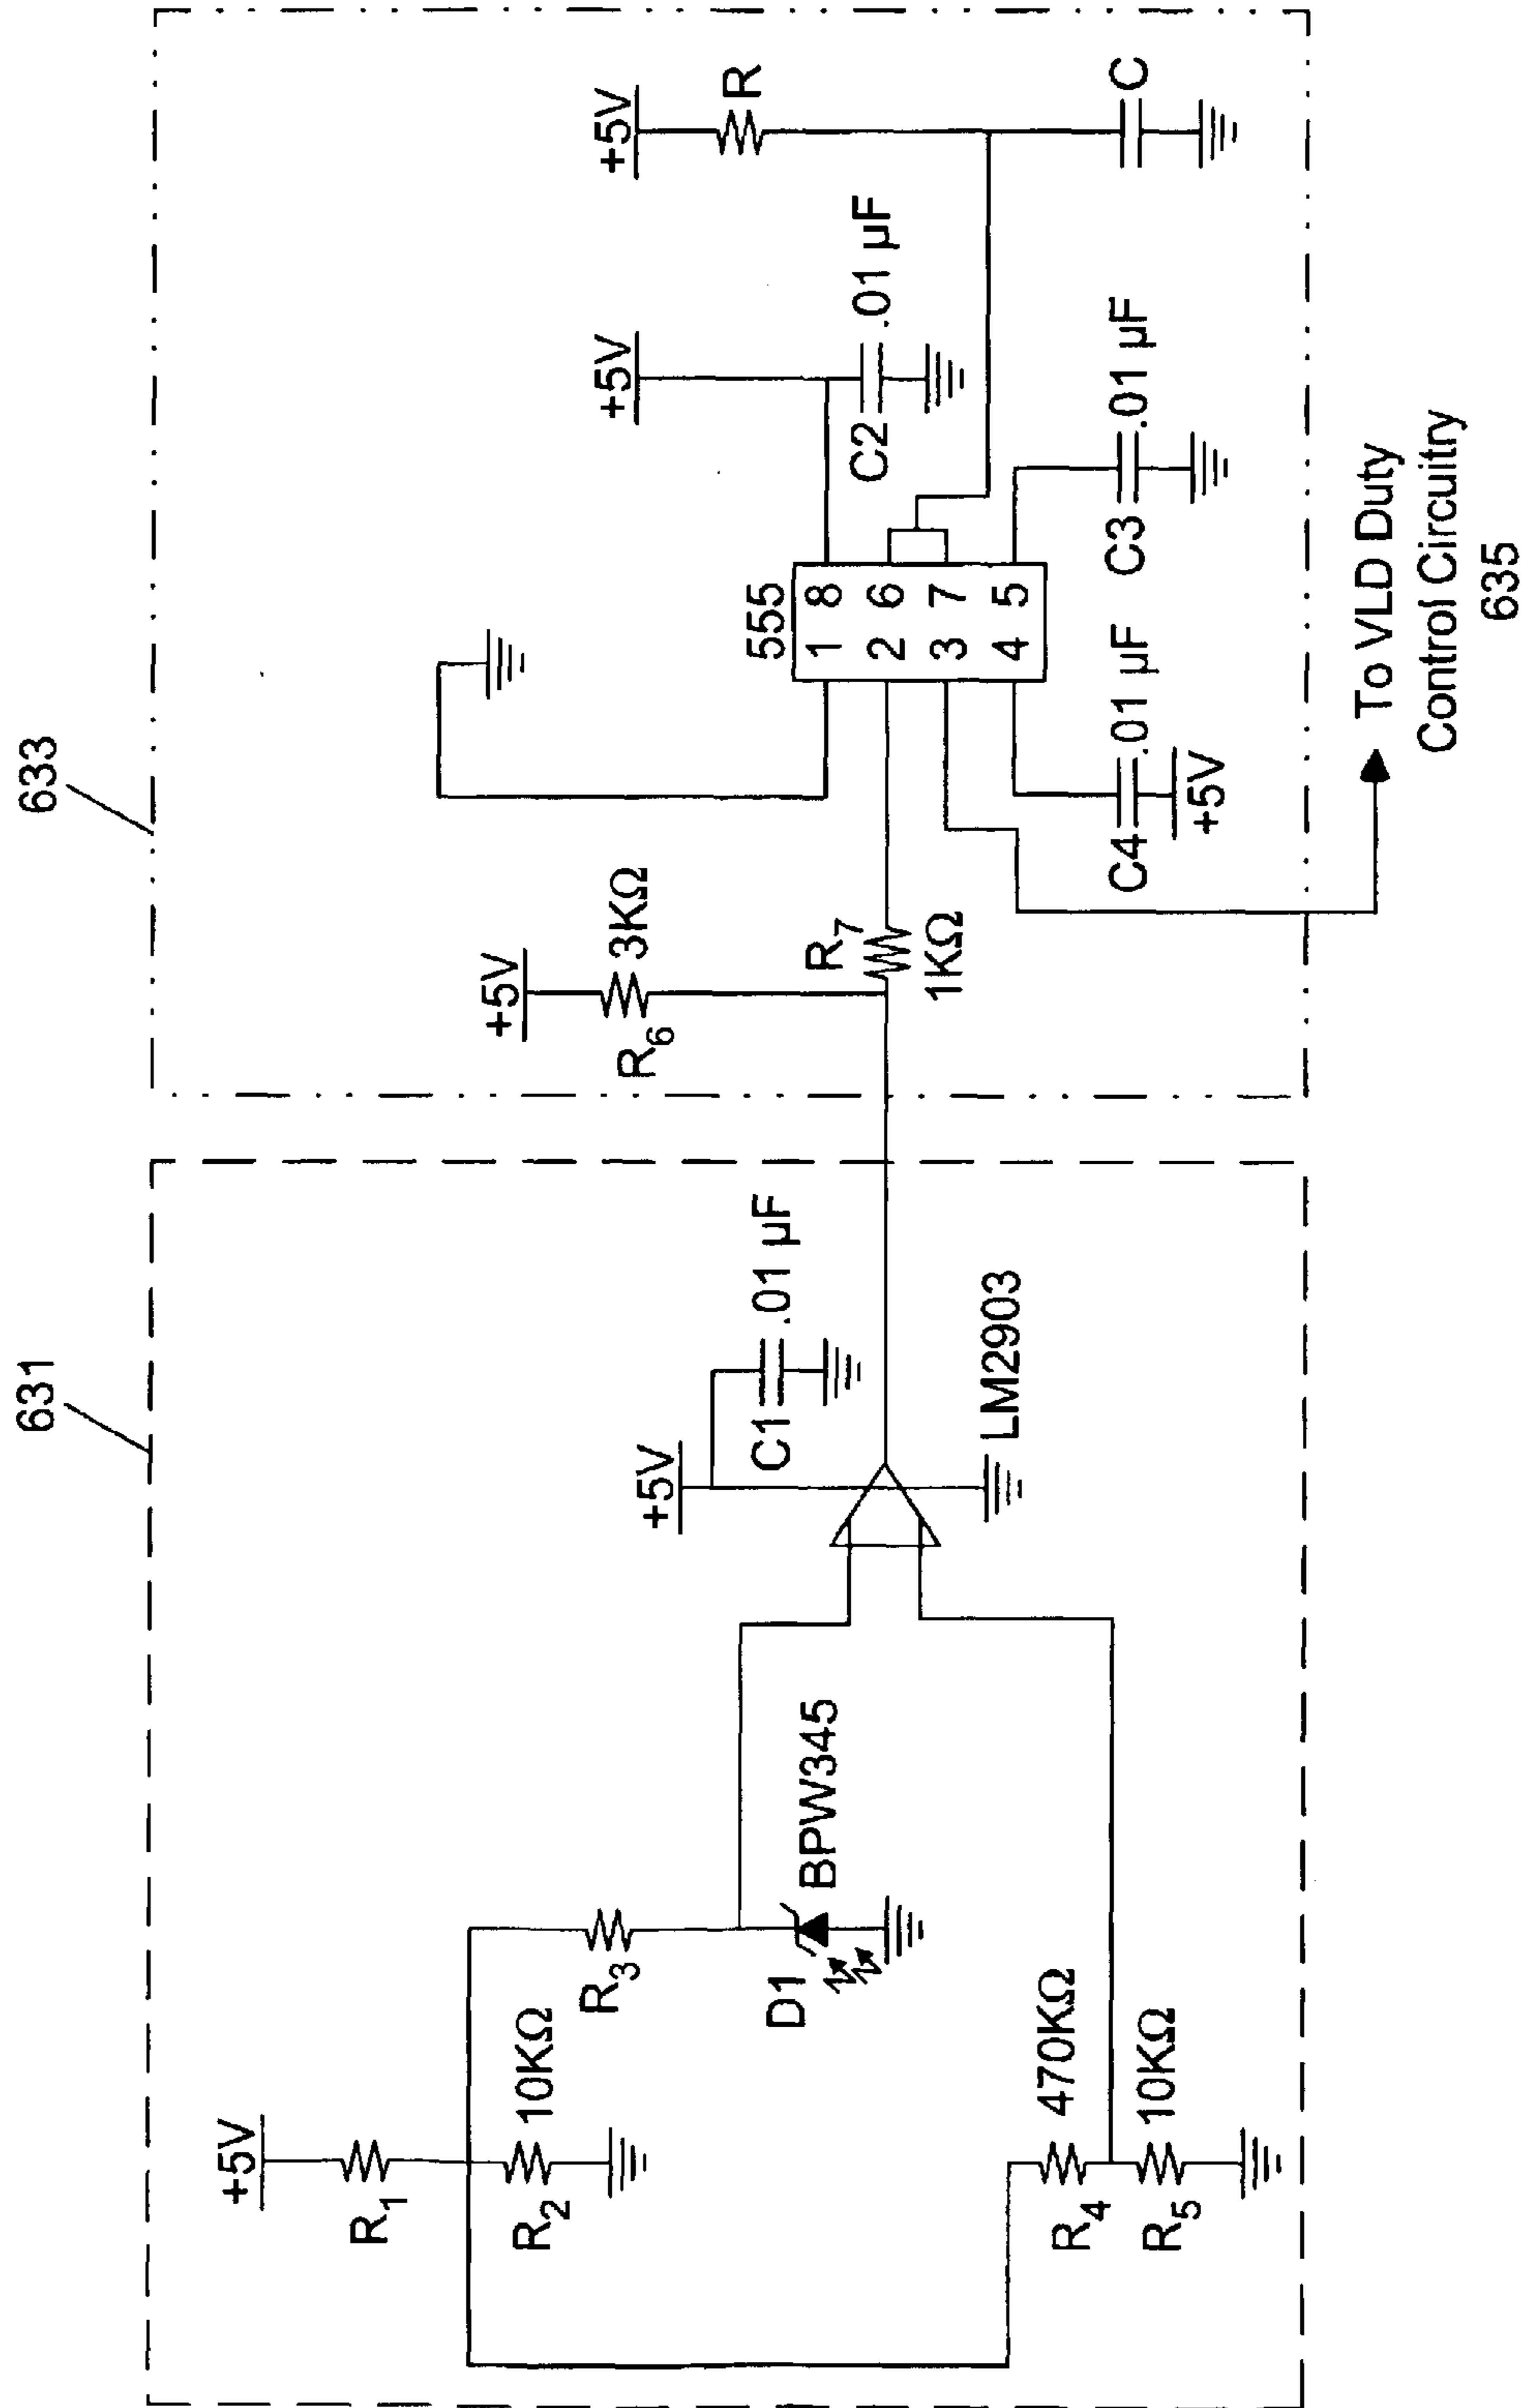 631
+5V
R1
R2
10KΩ
R3
D1
BPW345
R4
470KΩ
R5
10KΩ
+5V
C1
.01 µF
LM2903
633
+5V
R6
3KΩ
R7
1KΩ
555
1 8
2 6
3 7
4 5
+5V
C2
.01 µF
+5V
R
C
C3
.01 µF
C4
.01 µF
+5V
To VLD Duty
Control Circuitry
635